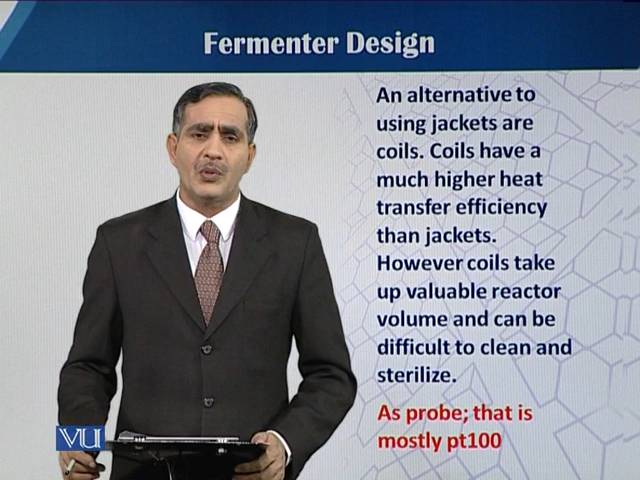 Fermenter Design
An alternative to
using jackets are
coils. Coils have a
much higher heat
transfer efficiency
than jackets.
However coils take
up valuable reactor
volume and can be
difficult to clean and
sterilize.
As probe; that is
mostly pt100
VU